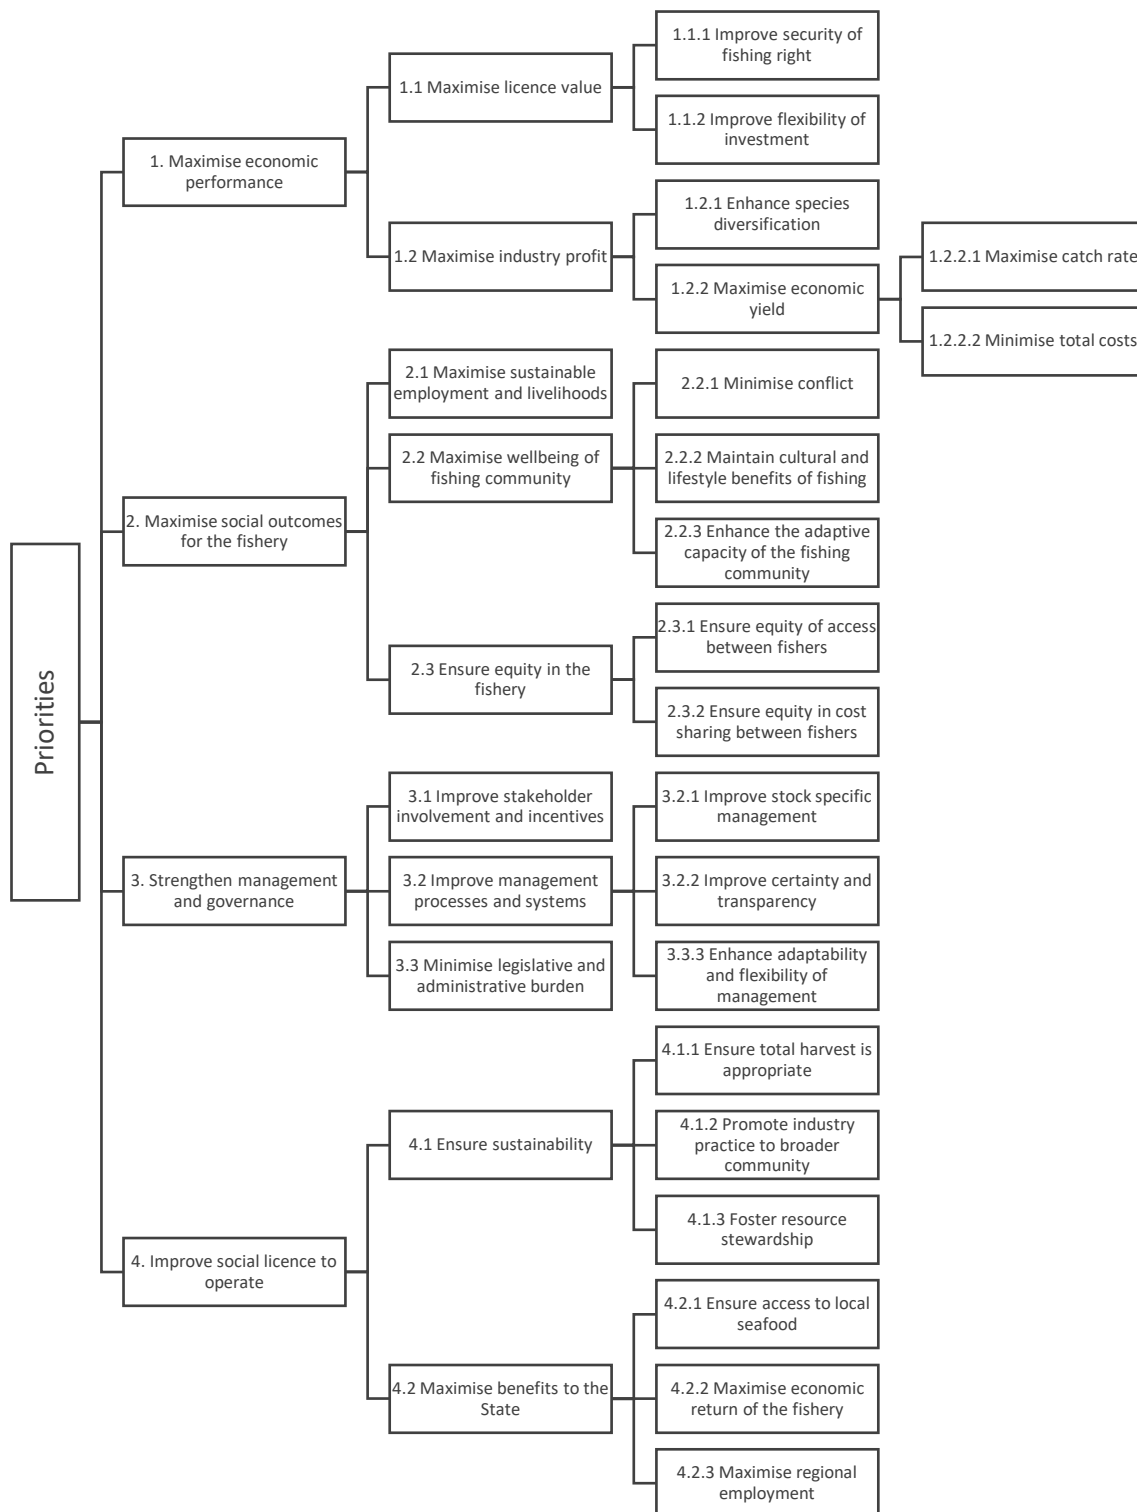 Priorities
1. Maximise economic
performance
1.1 Maximise licence value
1.1.1 Improve security of
fishing right
1.1.2 Improve flexibility of
investment
1.2 Maximise industry profit
1.2.1 Enhance species
diversification
1.2.2 Maximise economic
yield
1.2.2.1 Maximise catch rate
1.2.2.2 Minimise total costs
2. Maximise social outcomes
for the fishery
2.1 Maximise sustainable
employment and livelihoods
2.2 Maximise wellbeing of
fishing community
2.2.1 Minimise conflict
2.2.2 Maintain cultural and
lifestyle benefits of fishing
2.2.3 Enhance the adaptive
capacity of the fishing
community
2.3 Ensure equity in the
fishery
2.3.1 Ensure equity of access
between fishers
2.3.2 Ensure equity in cost
sharing between fishers
3. Strengthen management
and governance
3.1 Improve stakeholder
involvement and incentives
3.2 Improve management
processes and systems
3.2.1 Improve stock specific
management
3.2.2 Improve certainty and
transparency
3.3.3 Enhance adaptability
and flexibility of
management
3.3 Minimise legislative and
administrative burden
4. Improve social licence to
operate
4.1 Ensure sustainability
4.1.1 Ensure total harvest is
appropriate
4.1.2 Promote industry
practice to broader
community
4.1.3 Foster resource
stewardship
4.2 Maximise benefits to the
State
4.2.1 Ensure access to local
seafood
4.2.2 Maximise economic
return of the fishery
4.2.3 Maximise regional
employment